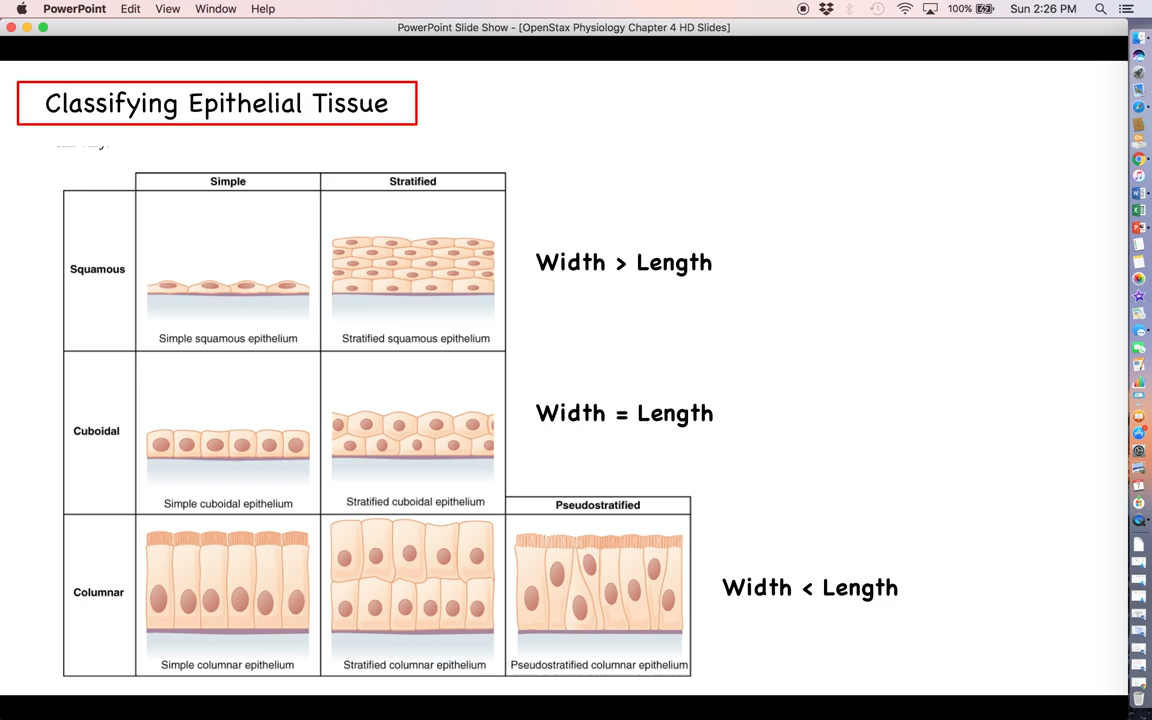 PowerPoint Edit View Window Help 100% Sun 2:26 PM
PowerPoint Slide Show - [OpenStax Physiology Chapter 4 HD Slides]
Classifying Epithelial Tissue
Simple Stratified
Squamous
Width > Length
Simple squamous epithelium Stratified squamous epithelium
Cuboidal
Width = Length
Simple cuboidal epithelium Stratified cuboidal epithelium
Pseudostratified
Columnar
Width < Length
Simple columnar epithelium Stratified columnar epithelium Pseudostratified columnar epithelium